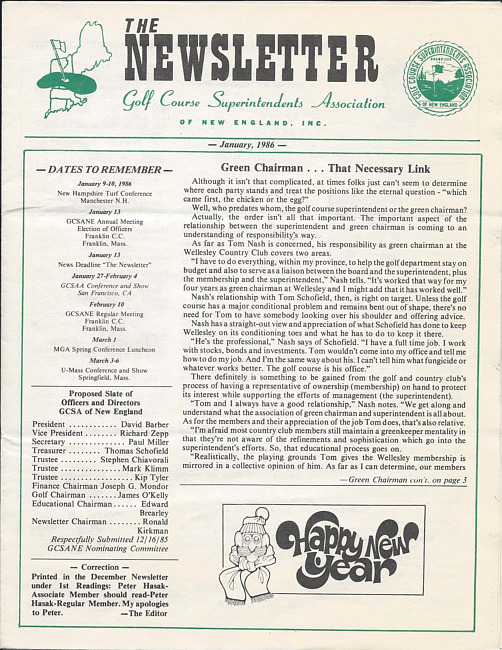 THE
NEWSLETTER
Golf Course Superintendents Association
OF NEW ENGLAND, INC.
GOLF COURSE SUPERINTENDENTS ASSOCIATION
OF NEW ENGLAND
— January, 1986 —
— DATES TO REMEMBER —
January 9-10, 1986
New Hampshire Turf Conference
Manchester N.H.
January 13
GCSANE Annual Meeting
Election of Officers
Franklin C.C.
Franklin, Mass.
January 13
News Deadline "The Newsletter"
January 27-February 4
GCSAA Conference and Show
San Francisco, CA
February 10
GCSANE Regular Meeting
Franklin C.C.
Franklin, Mass.
March 1
MGA Spring Conference Luncheon
March 3-6
U-Mass Conference and Show
Springfield, Mass.
Proposed Slate of
Officers and Directors
GCSA of New England
President ........... David Barber
Vice President ........ Richard Zepp
Secretary ............. Paul Miller
Treasurer ........ Thomas Schofield
Trustee ....... Stephen Chiavorali
Trustee .............. Mark Klimm
Trustee ................ Kip Tyler
Finance Chairman Joseph G. Mondor
Golf Chairman ....... James O'Kelly
Educational Chairman ...... Edward
Brearley
Newsletter Chairman ........ Ronald
Kirkman
Respectfully Submitted 12/16/85
GCSANE Nominating Committee
— Correction —
Printed in the December Newsletter
under 1st Readings: Peter Hasak-
Associate Member should read-Peter
Hasak-Regular Member. My apologies
to Peter. —The Editor
Green Chairman . . . That Necessary Link
Although it isn't that complicated, at times folks just can't seem to determine
where each party stands and treat the positions like the eternal question - "which
came first, the chicken or the egg?"
Well, who predates whom, the golf course superintendent or the green chairman?
Actually, the order isn't all that important. The important aspect of the
relationship between the superintendent and green chairman is coming to an
understanding of responsibility's way.
As far as Tom Nash is concerned, his responsibility as green chairman at the
Wellesley Country Club covers two areas.
"I have to do everything, within my province, to help the golf department stay on
budget and also to serve as a liaison between the board and the superintendent, plus
the membership and the superintendent," Nash tells. "It's worked that way for my
four years as green chairman at Wellesley and I might add that it has worked well."
Nash's relationship with Tom Schofield, then, is right on target. Unless the golf
course has a major conditional problem and remains bent out of shape, there's no
need for Tom to have somebody looking over his shoulder and offering advice.
Nash has a straight-out view and appreciation of what Schofield has done to keep
Wellesley on its conditioning toes and what he has to do to keep it there.
"He's the professional," Nash says of Schofield. "I have a full time job. I work
with stocks, bonds and investments. Tom wouldn't come into my office and tell me
how to do my job. And I'm the same way about his. I can't tell him what fungicide or
whatever works better. The golf course is his office."
There definitely is something to be gained from the golf and country club's
process of having a representative of ownership (membership) on hand to protect
its interest while supporting the efforts of management (the superintendent).
"Tom and I always have a good relationship," Nash notes. "We get along and
understand what the association of green chairman and superintendent is all about.
As for the members and their appreciation of the job Tom does, that's also relative.
"I'm afraid most country club members still maintain a greenkeeper mentality in
that they're not aware of the refinements and sophistication which go into the
superintendent's efforts. So, that educational process goes on.
"Realistically, the playing grounds Tom gives the Wellesley membership is
mirrored in a collective opinion of him. As far as I can determine, our members
—Green Chairman con't. on page 3
Happy New
Year